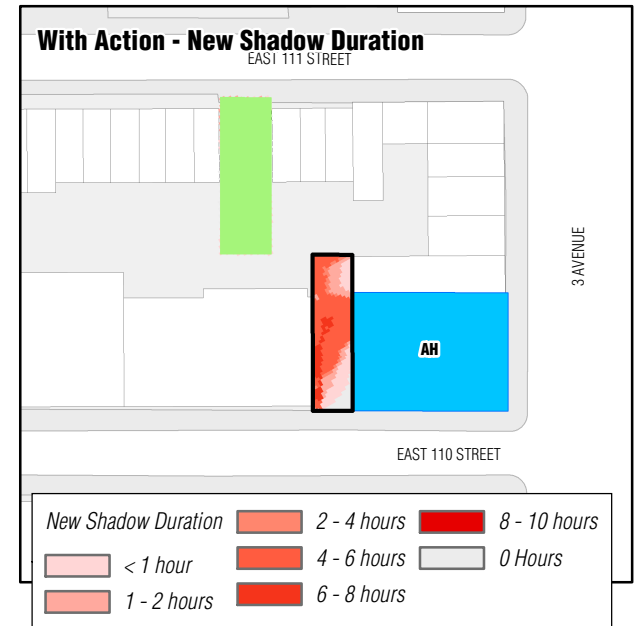 With Action - New Shadow Duration
EAST 111 STREET
3 AVENUE
AH
EAST 110 STREET
New Shadow Duration
< 1 hour
1 - 2 hours
2 - 4 hours
4 - 6 hours
6 - 8 hours
8 - 10 hours
0 Hours